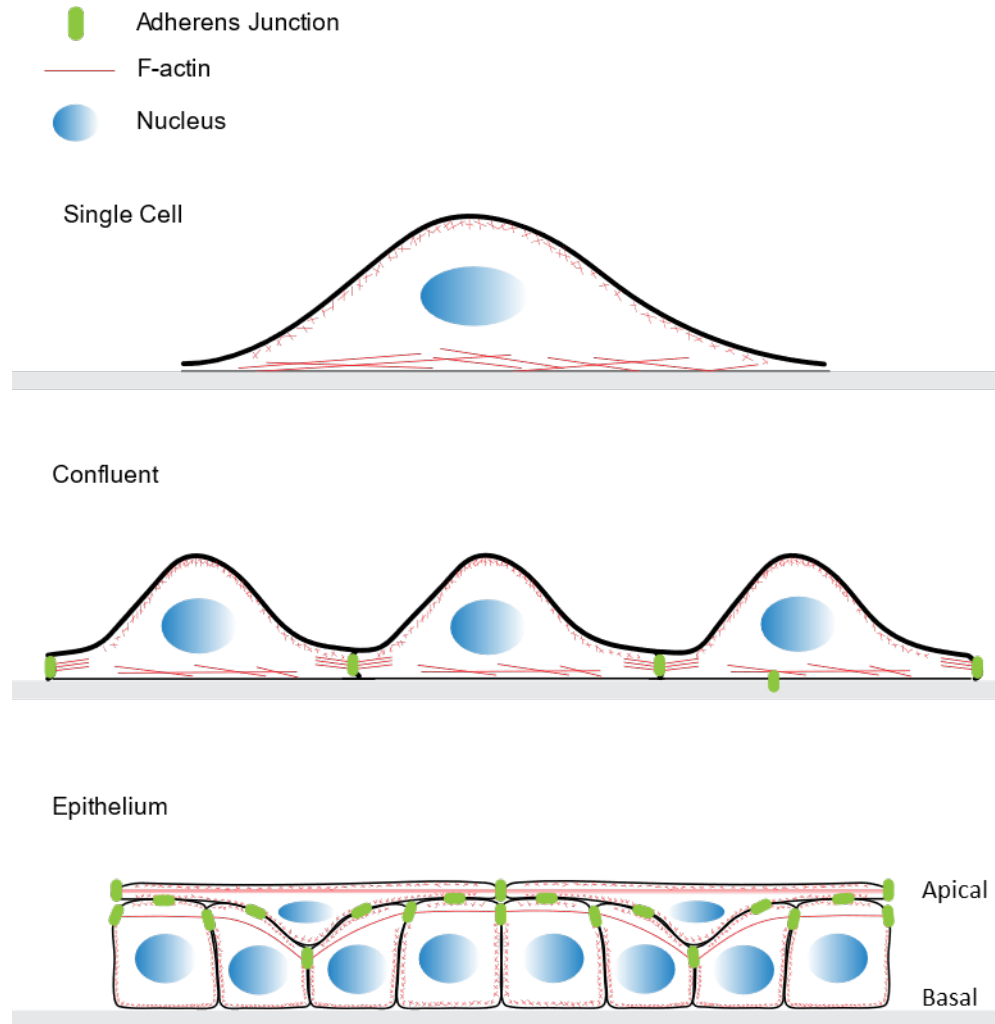 Adherens Junction
F-actin
Nucleus
Single Cell
Confluent
Epithelium
Apical
Basal